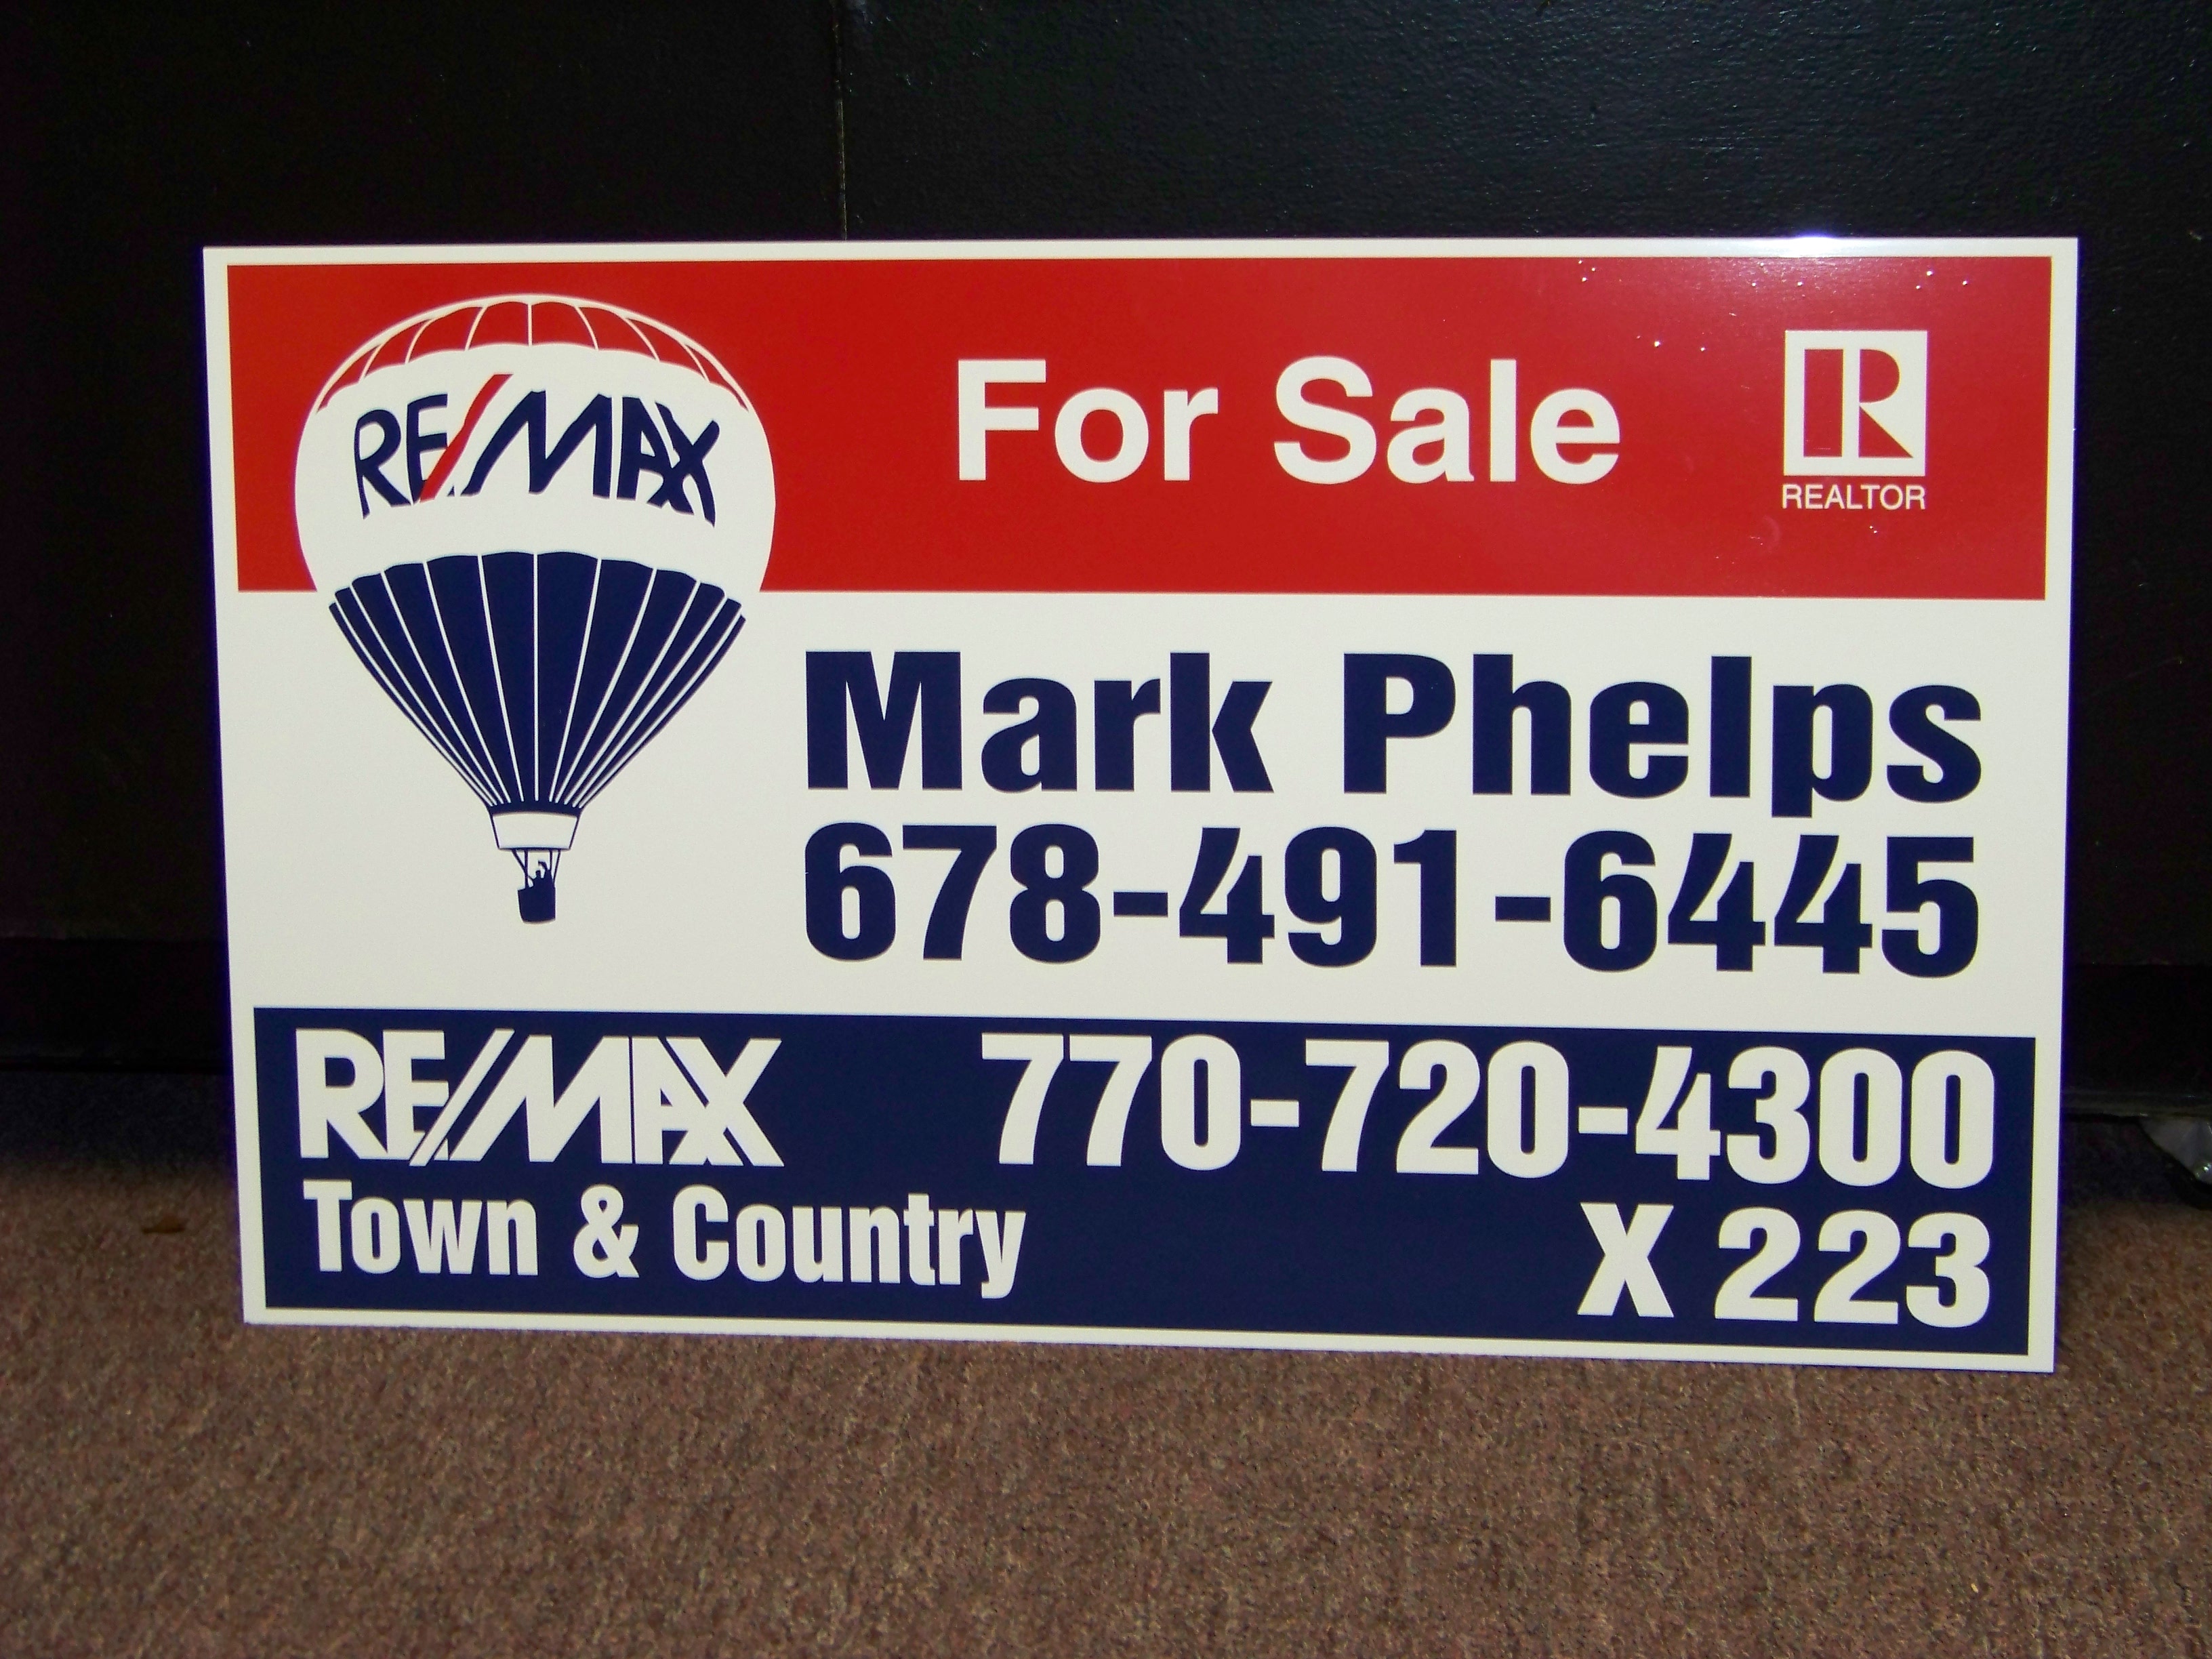 RE/MAX
For Sale
R
REALTOR
Mark Phelps
678-491-6445
RE/MAX 770-720-4300
Town & Country X 223